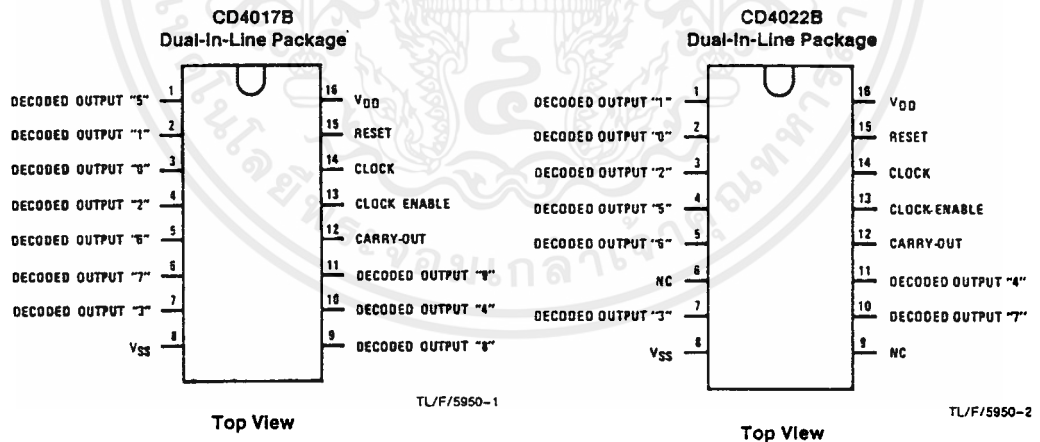 CD4017B
Dual-In-Line Package
DECODED OUTPUT "5" 1
DECODED OUTPUT "1" 2
DECODED OUTPUT "0" 3
DECODED OUTPUT "2" 4
DECODED OUTPUT "6" 5
DECODED OUTPUT "7" 6
DECODED OUTPUT "3" 7
VSS 8
16 VDD
15 RESET
14 CLOCK
13 CLOCK ENABLE
12 CARRY-OUT
11 DECODED OUTPUT "9"
10 DECODED OUTPUT "4"
9 DECODED OUTPUT "8"
TL/F/5950-1
Top View
CD4022B
Dual-In-Line Package
DECODED OUTPUT "1" 1
DECODED OUTPUT "0" 2
DECODED OUTPUT "2" 3
DECODED OUTPUT "5" 4
DECODED OUTPUT "6" 5
NC 6
DECODED OUTPUT "3" 7
VSS 8
16 VDD
15 RESET
14 CLOCK
13 CLOCK-ENABLE
12 CARRY-OUT
11 DECODED OUTPUT "4"
10 DECODED OUTPUT "7"
9 NC
TL/F/5950-2
Top View